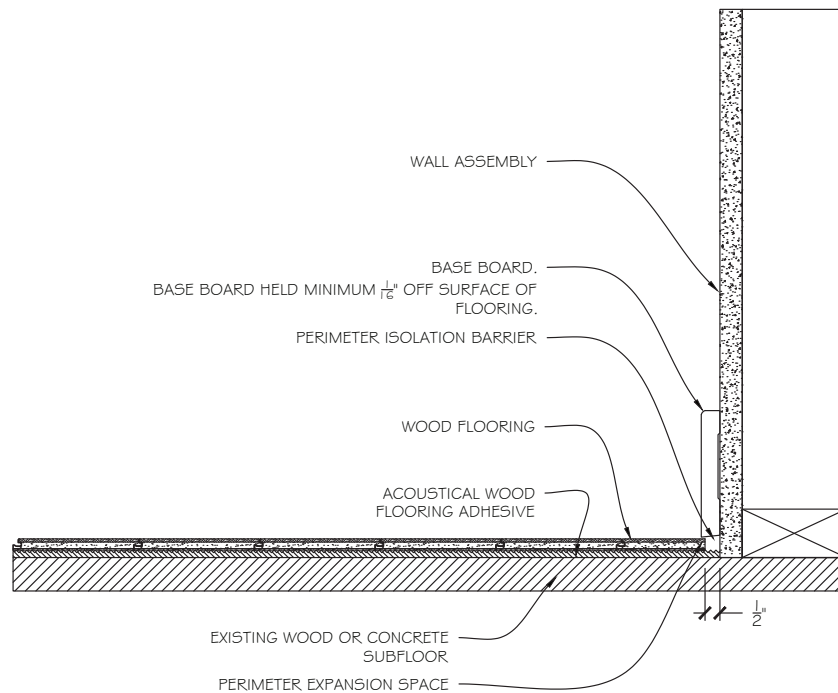 WALL ASSEMBLY
BASE BOARD.
BASE BOARD HELD MINIMUM 1/16" OFF SURFACE OF
FLOORING.
PERIMETER ISOLATION BARRIER
WOOD FLOORING
ACOUSTICAL WOOD
FLOORING ADHESIVE
1/2"
EXISTING WOOD OR CONCRETE
SUBFLOOR
PERIMETER EXPANSION SPACE